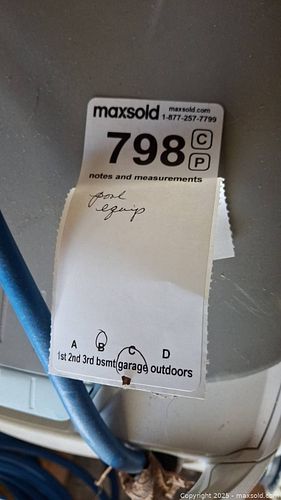 maxsold maxsold.com
1-877-257-7799
798 C
P
notes and measurements
pool
equip
A B C D
1st 2nd 3rd bsmt garage outdoors
Copyright 2025 - maxsold.com